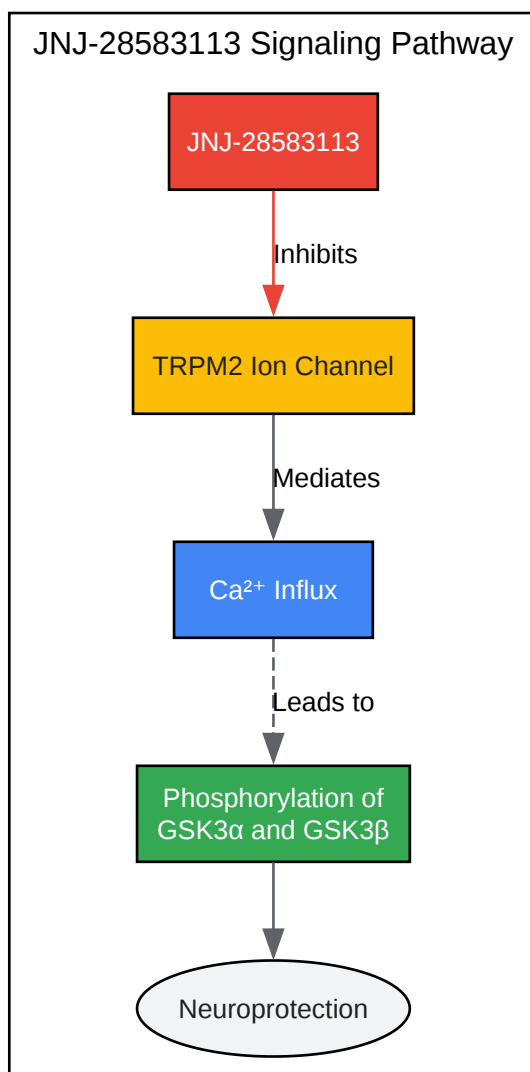 JNJ-28583113 Signaling Pathway
JNJ-28583113
Inhibits
TRPM2 Ion Channel
Mediates
Ca²⁺ Influx
Leads to
Phosphorylation of
GSK3α and GSK3β
Neuroprotection